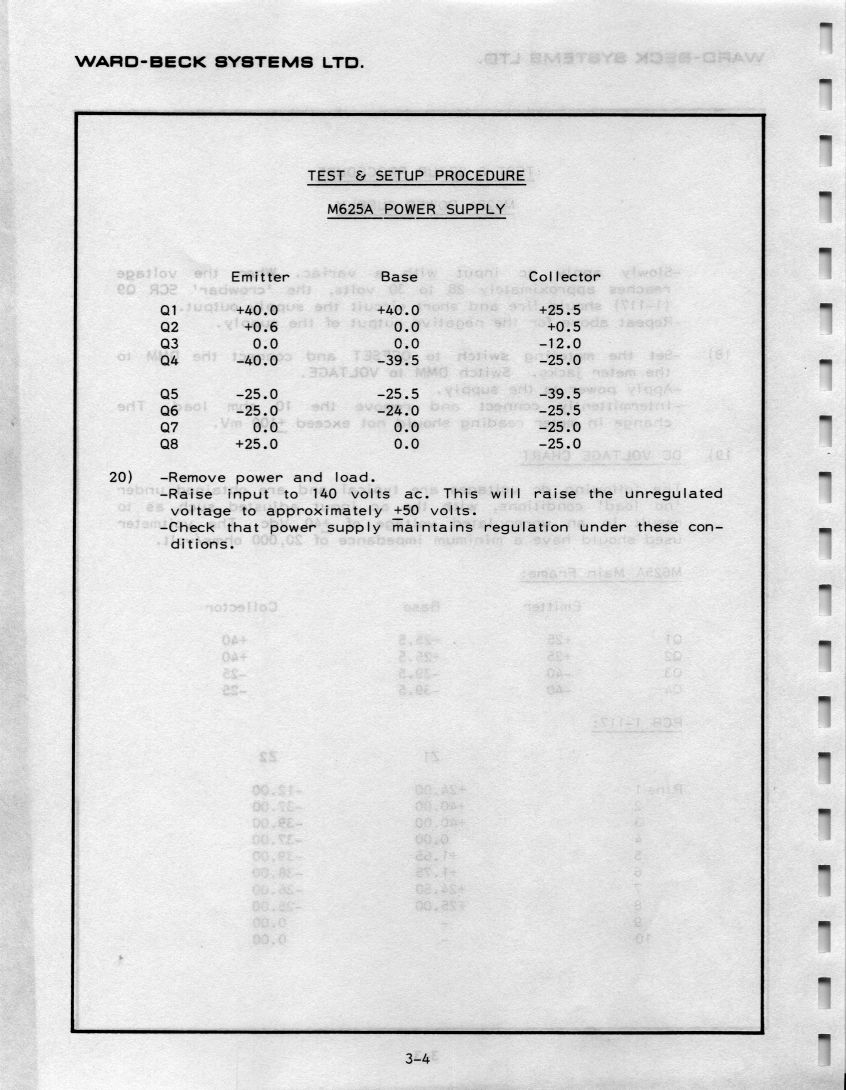 WARD-BECK SYSTEMS LTD.
TEST & SETUP PROCEDURE
M625A POWER SUPPLY
Emitter Base Collector
Q1 +40.0 +40.0 +25.5
Q2 +0.6 0.0 +0.5
Q3 0.0 0.0 -12.0
Q4 -40.0 -39.5 -25.0
Q5 -25.0 -25.5 -39.5
Q6 -25.0 -24.0 -25.5
Q7 0.0 0.0 -25.0
Q8 +25.0 0.0 -25.0
20) -Remove power and load.
-Raise input to 140 volts ac. This will raise the unregulated
voltage to approximately ±50 volts.
-Check that power supply maintains regulation under these con-
ditions.
3-4